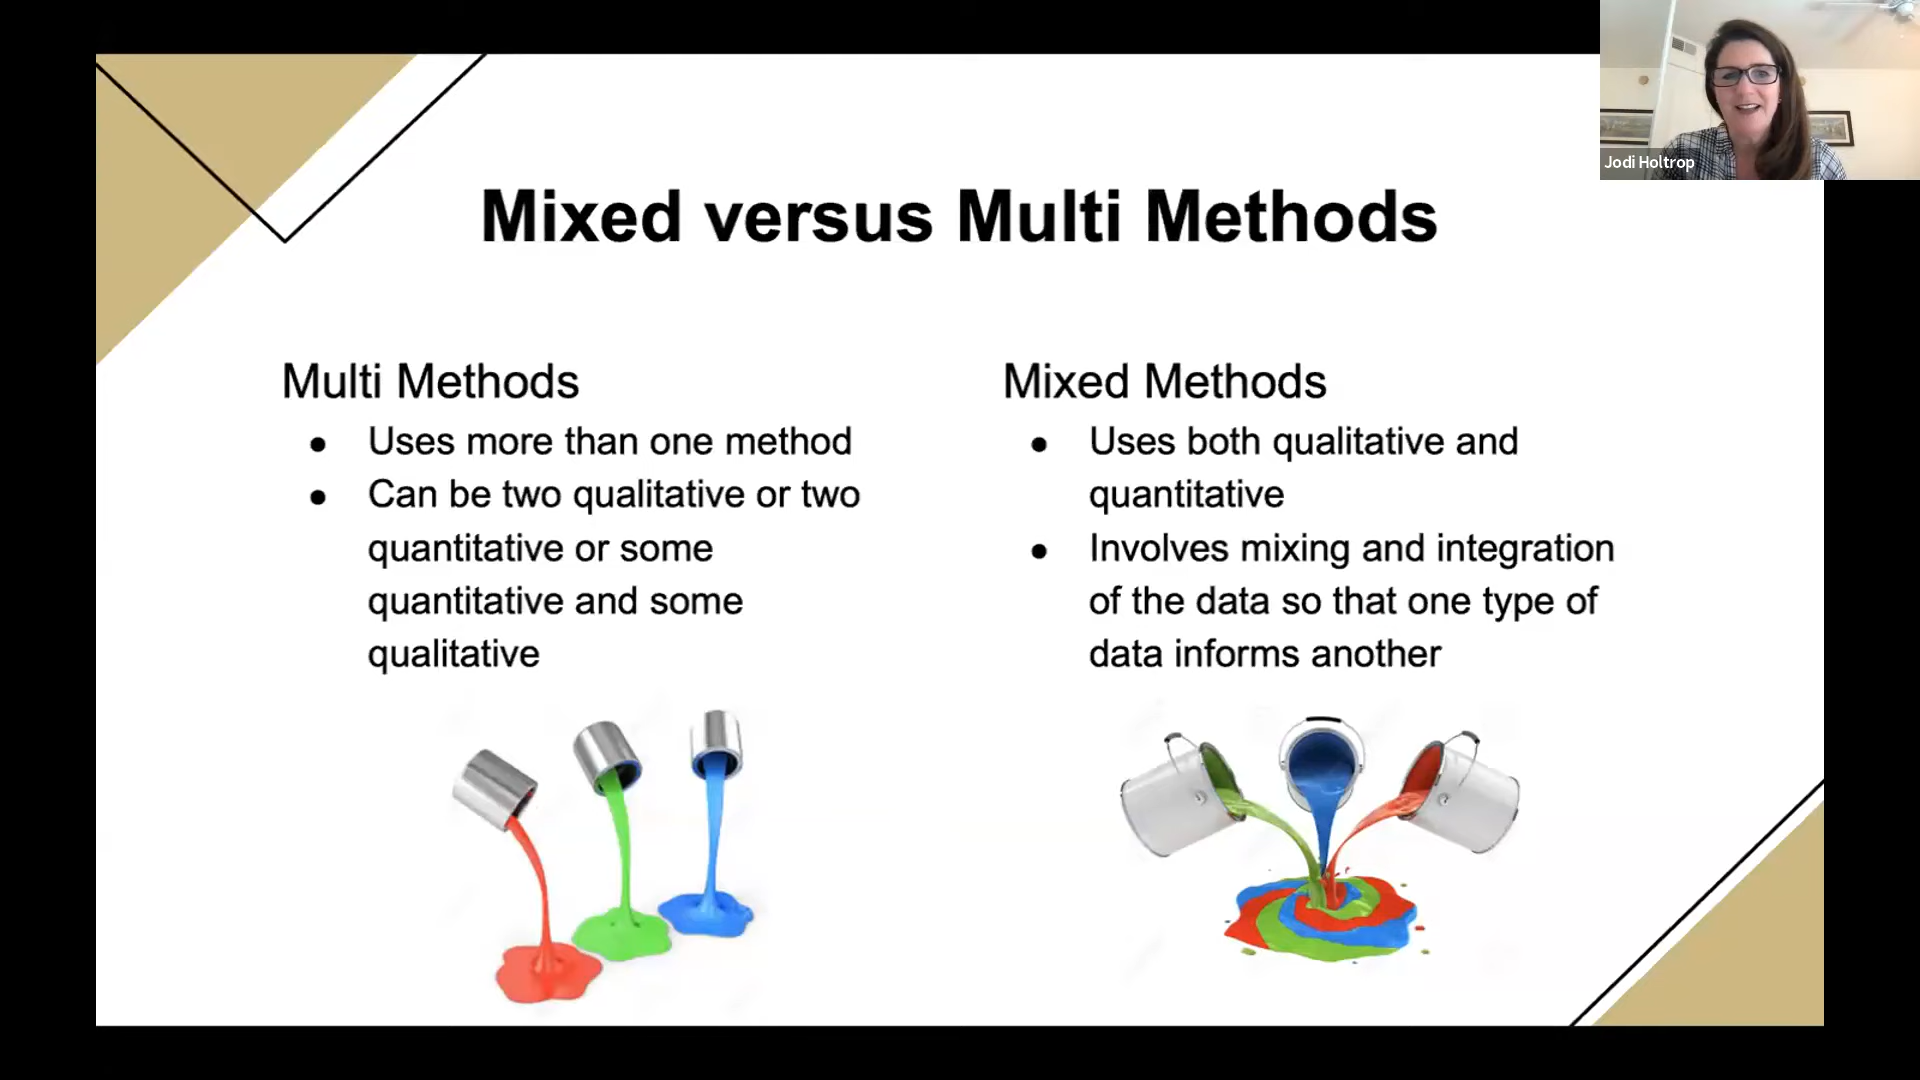 Jodi Holtrop
Mixed versus Multi Methods
Multi Methods
● Uses more than one method
● Can be two qualitative or two
quantitative or some
quantitative and some
qualitative
Mixed Methods
● Uses both qualitative and
quantitative
● Involves mixing and integration
of the data so that one type of
data informs another